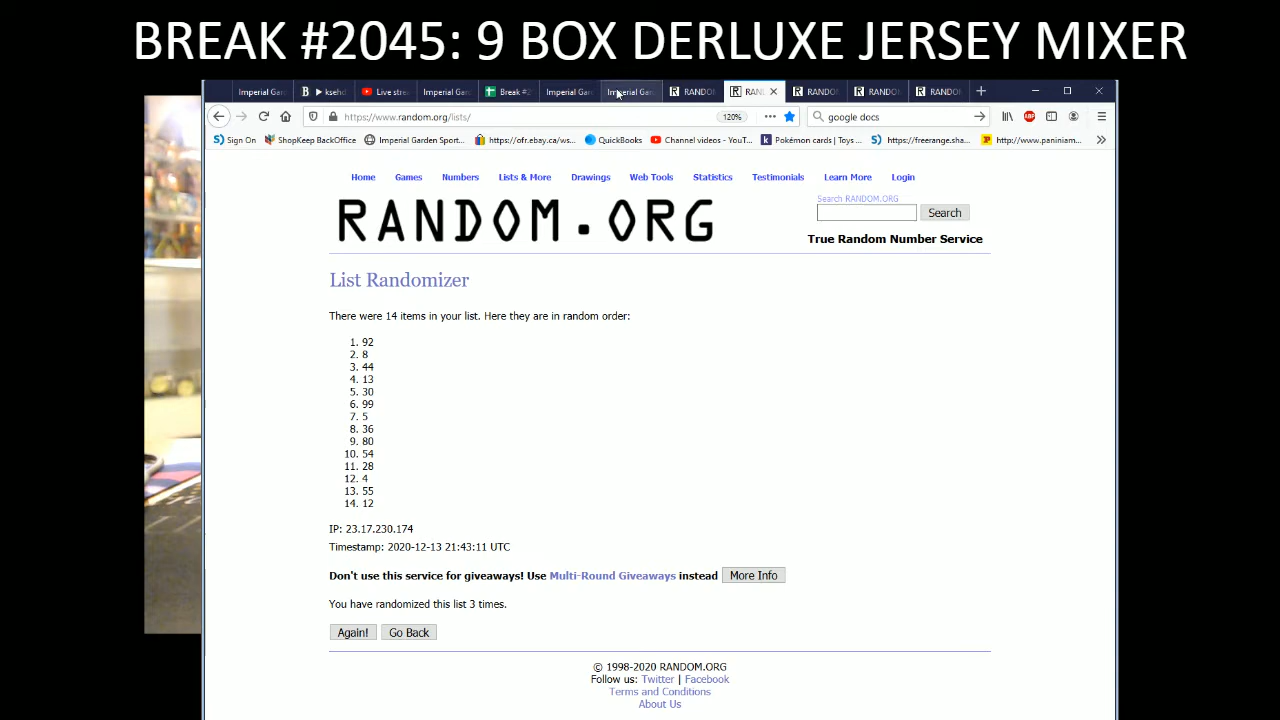 BREAK #2045: 9 BOX DERLUXE JERSEY MIXER
Imperial Gar
ksehd
Live stre
Imperial Gar
Break #2
Imperial Gar
Imperial Gar
RANDO
RAN
RANDO
RANDO
RANDO
https://www.random.org/lists/
120%
google docs
Sign On
ShopKeep BackOffice
Imperial Garden Sport...
https://ofr.ebay.ca/ws...
QuickBooks
Channel videos - YouT...
Pokémon cards | Toys ...
https://freerange.sha...
http://www.paniniam...
Home Games Numbers Lists & More Drawings Web Tools Statistics Testimonials Learn More Login
Search RANDOM.ORG
RANDOM.ORG
Search
True Random Number Service
List Randomizer
There were 14 items in your list. Here they are in random order:
1. 92
2. 8
3. 44
4. 13
5. 30
6. 99
7. 5
8. 36
9. 80
10. 54
11. 28
12. 4
13. 55
14. 12
IP: 23.17.230.174
Timestamp: 2020-12-13 21:43:11 UTC
Don't use this service for giveaways! Use Multi-Round Giveaways instead More Info
You have randomized this list 3 times.
Again! Go Back
© 1998-2020 RANDOM.ORG
Follow us: Twitter | Facebook
Terms and Conditions
About Us